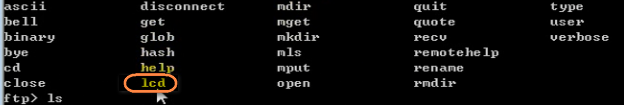 ascii disconnect mdir quit type
bell get mget quote user
binary glob mkdir recv verbose
bye hash mls remotehelp
cd help mput rename
close lcd open rmdir
ftp> ls